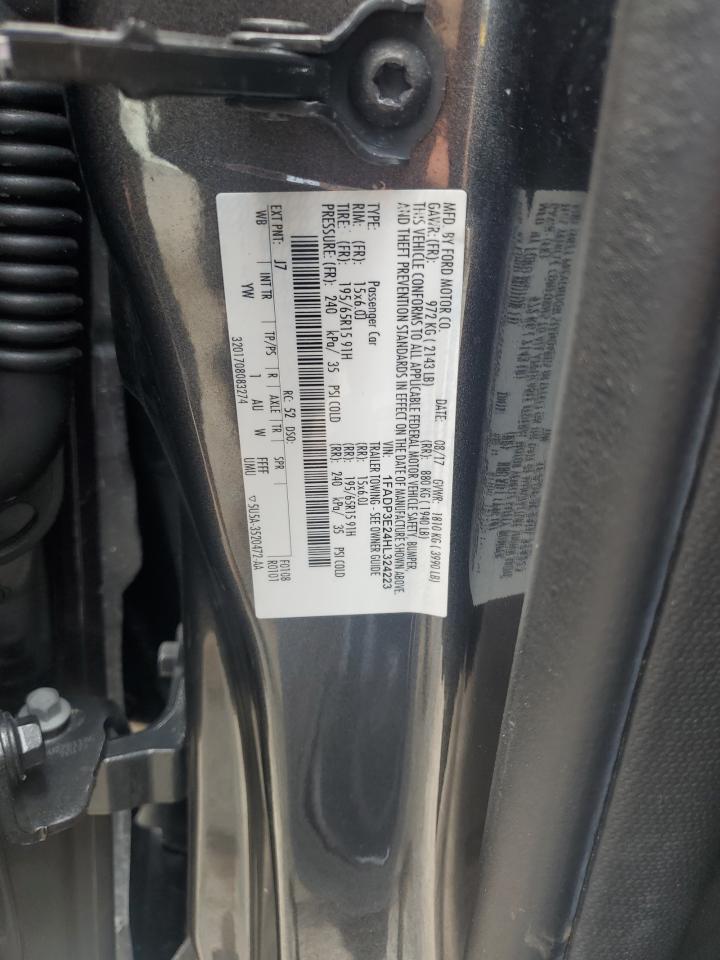 MFD. BY FORD MOTOR CO. DATE: 08/17 GVWR: 1810 KG ( 3990 LB)
GAWR: (FR): 972 KG ( 2143 LB) (RR): 880 KG ( 1940 LB)
THIS VEHICLE CONFORMS TO ALL APPLICABLE FEDERAL MOTOR VEHICLE SAFETY, BUMPER,
AND THEFT PREVENTION STANDARDS IN EFFECT ON THE DATE OF MANUFACTURE SHOWN ABOVE.
VIN: 1FADP3E24HL324223
TYPE: Passenger Car TRAILER TOWING - SEE OWNER GUIDE
RIM: (FR): 15x6.0J (RR): 15x6.0J
TIRE: (FR): 195/65R15 91H (RR): 195/65R15 91H
PRESSURE: (FR): 240 kPa/ 35 PSI COLD (RR): 240 kPa/ 35 PSI COLD
EXT PNT: J7 RC: 52 DSO: F0108
R0101
WB INT TR TP/PS R AXLE TR SPR
YW 1 AU W FFFF
UMU
3201708083274 ▽ 5U5A-3520472-AA